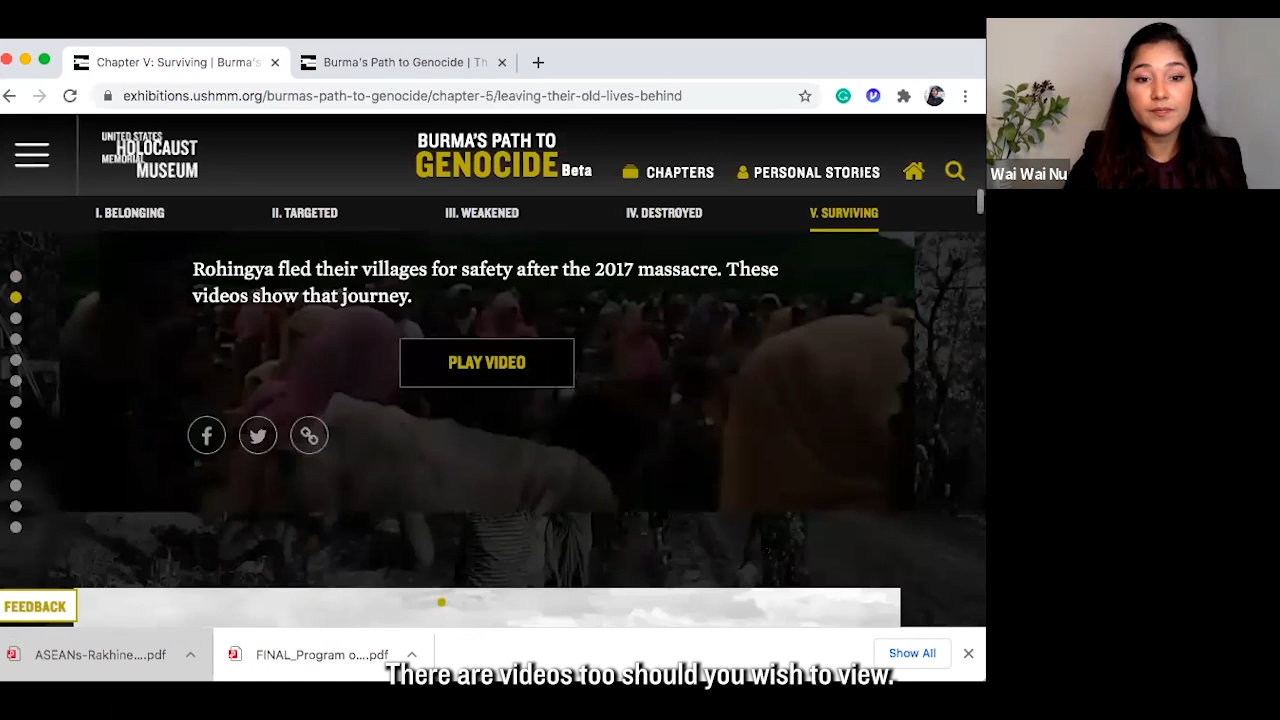 Chapter V: Surviving | Burma's
Burma's Path to Genocide | Th
exhibitions.ushmm.org/burmas-path-to-genocide/chapter-5/leaving-their-old-lives-behind
UNITED STATES
HOLOCAUST
MEMORIAL
MUSEUM
BURMA'S PATH TO
GENOCIDE Beta
CHAPTERS
PERSONAL STORIES
Wai Wai Nu
I. BELONGING
II. TARGETED
III. WEAKENED
IV. DESTROYED
V. SURVIVING
Rohingya fled their villages for safety after the 2017 massacre. These
videos show that journey.
PLAY VIDEO
FEEDBACK
ASEANs-Rakhine....pdf
FINAL_Program o....pdf
Show All
There are videos too should you wish to view.